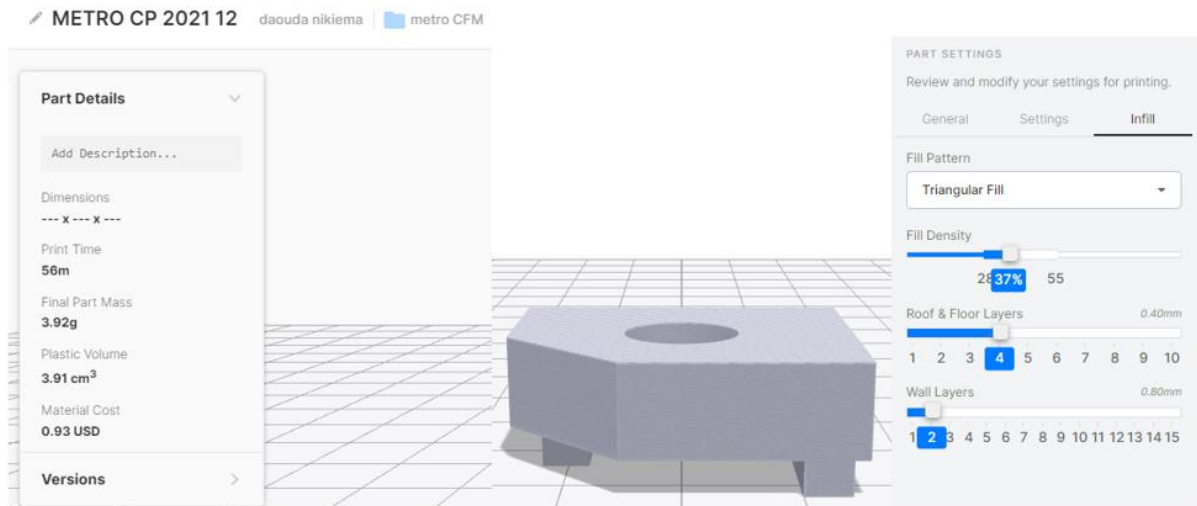 METRO CP 2021 12 daouda nikiema metro CFM
Part Details
Add Description...
Dimensions
--- x --- x ---
Print Time
56m
Final Part Mass
3.92g
Plastic Volume
3.91 cm³
Material Cost
0.93 USD
Versions
PART SETTINGS
Review and modify your settings for printing.
General Settings Infill
Fill Pattern
Triangular Fill
Fill Density
37% 55
Roof & Floor Layers 0.40mm
1 2 3 4 5 6 7 8 9 10
Wall Layers 0.80mm
1 2 3 4 5 6 7 8 9 10 11 12 13 14 15